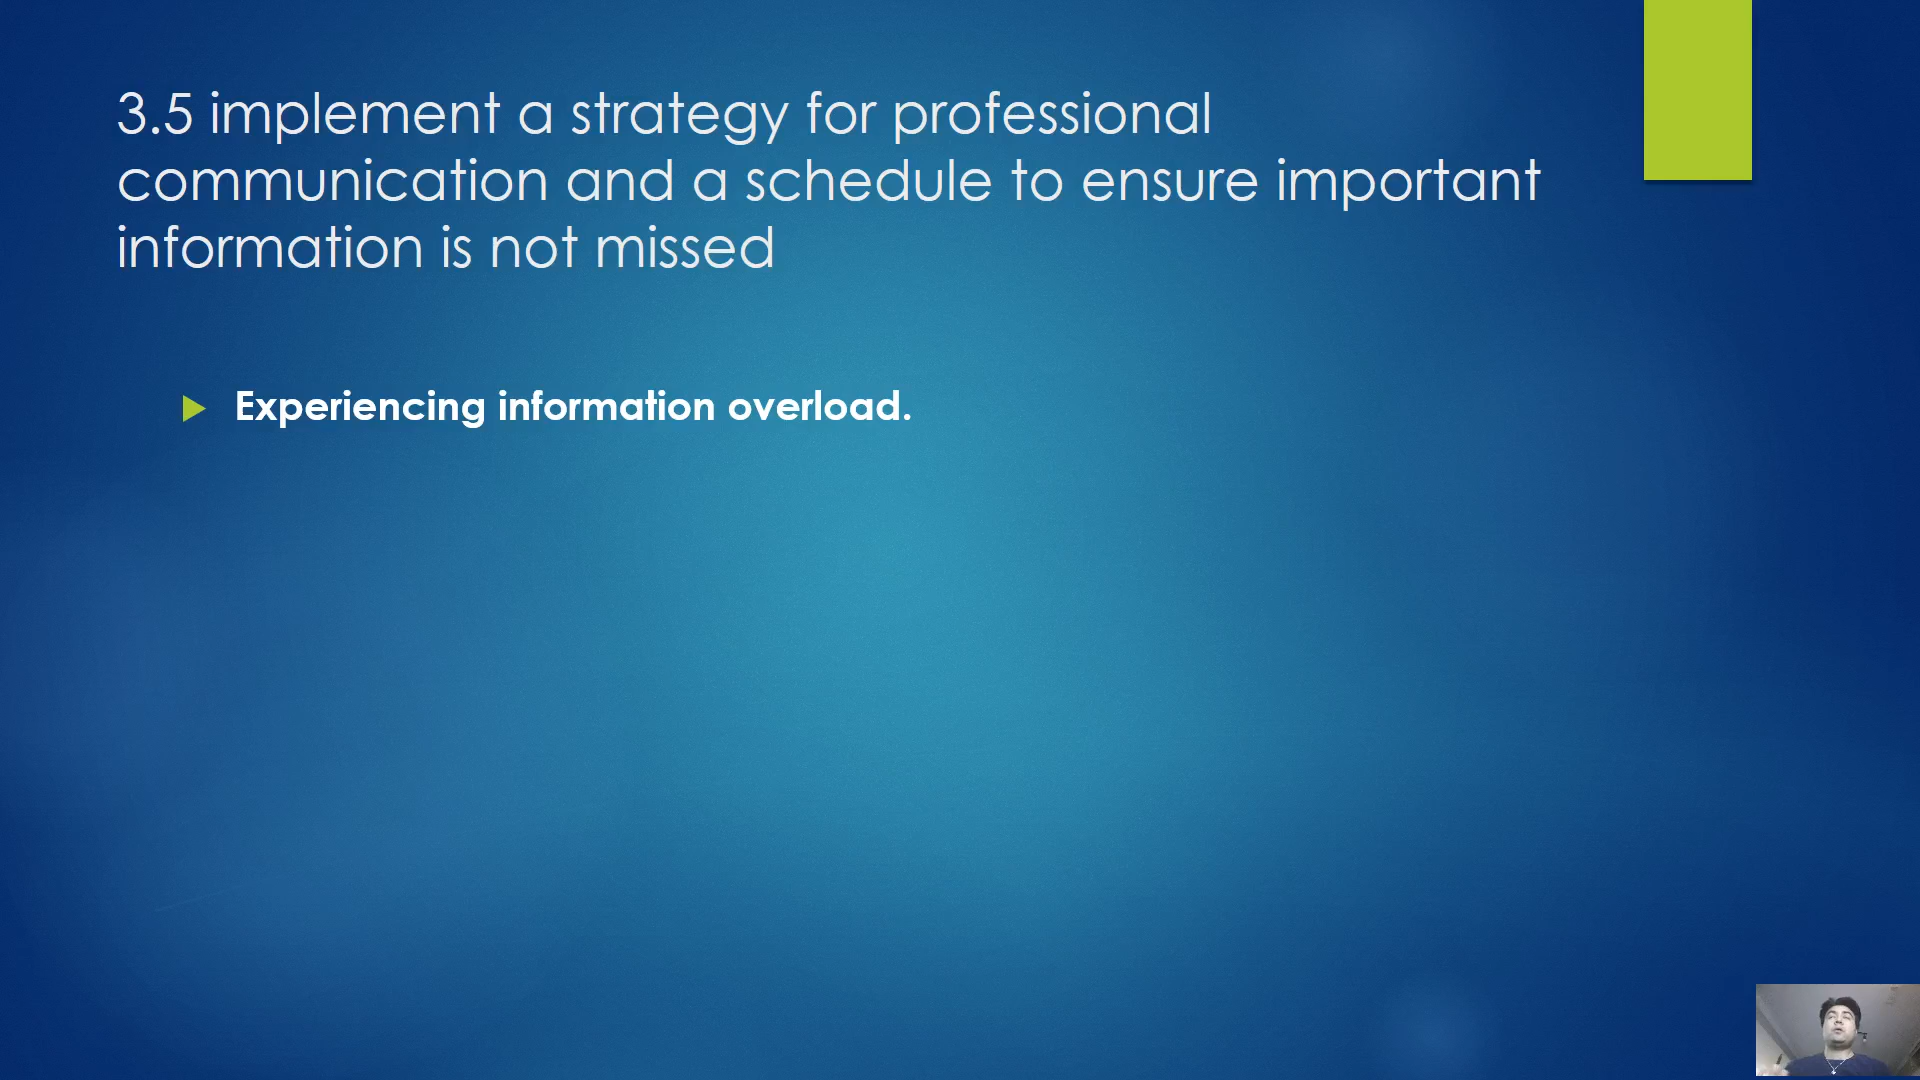 3.5 implement a strategy for professional
communication and a schedule to ensure important
information is not missed
Experiencing information overload.